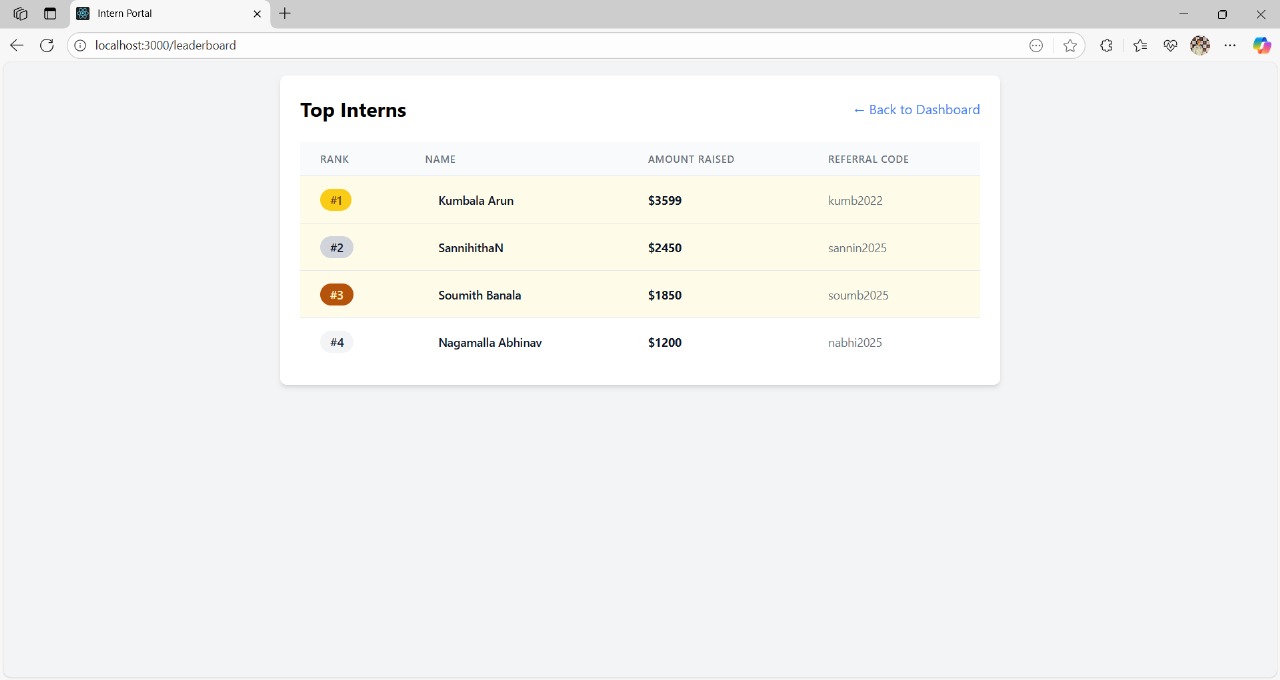 Intern Portal
localhost:3000/leaderboard
Top Interns
← Back to Dashboard
RANK NAME AMOUNT RAISED REFERRAL CODE
#1 Kumbala Arun $3599 kumb2022
#2 SannihithaN $2450 sannin2025
#3 Soumith Banala $1850 soumb2025
#4 Nagamalla Abhinav $1200 nabhi2025